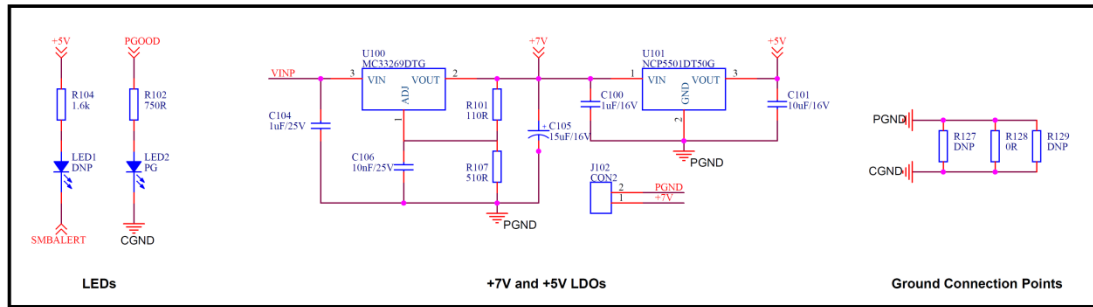 +5V
PGOOD
R104
1.6k
R102
750R
LED1
DNP
LED2
PG
SMBALERT
CGND
LEDs
VINP
U100
MC33269DTG
3
VIN
VOUT
2
ADJ
1
C104
1uF/25V
C106
10nF/25V
R101
110R
R107
510R
+7V
C105
15uF/16V
PGND
C100
1uF/16V
U101
NCP5501DT50G
1
VIN
VOUT
3
GND
2
PGND
+5V
C101
10uF/16V
J102
CON2
2
PGND
1
+7V
+7V and +5V LDOs
PGND
CGND
R127
DNP
R128
0R
R129
DNP
Ground Connection Points